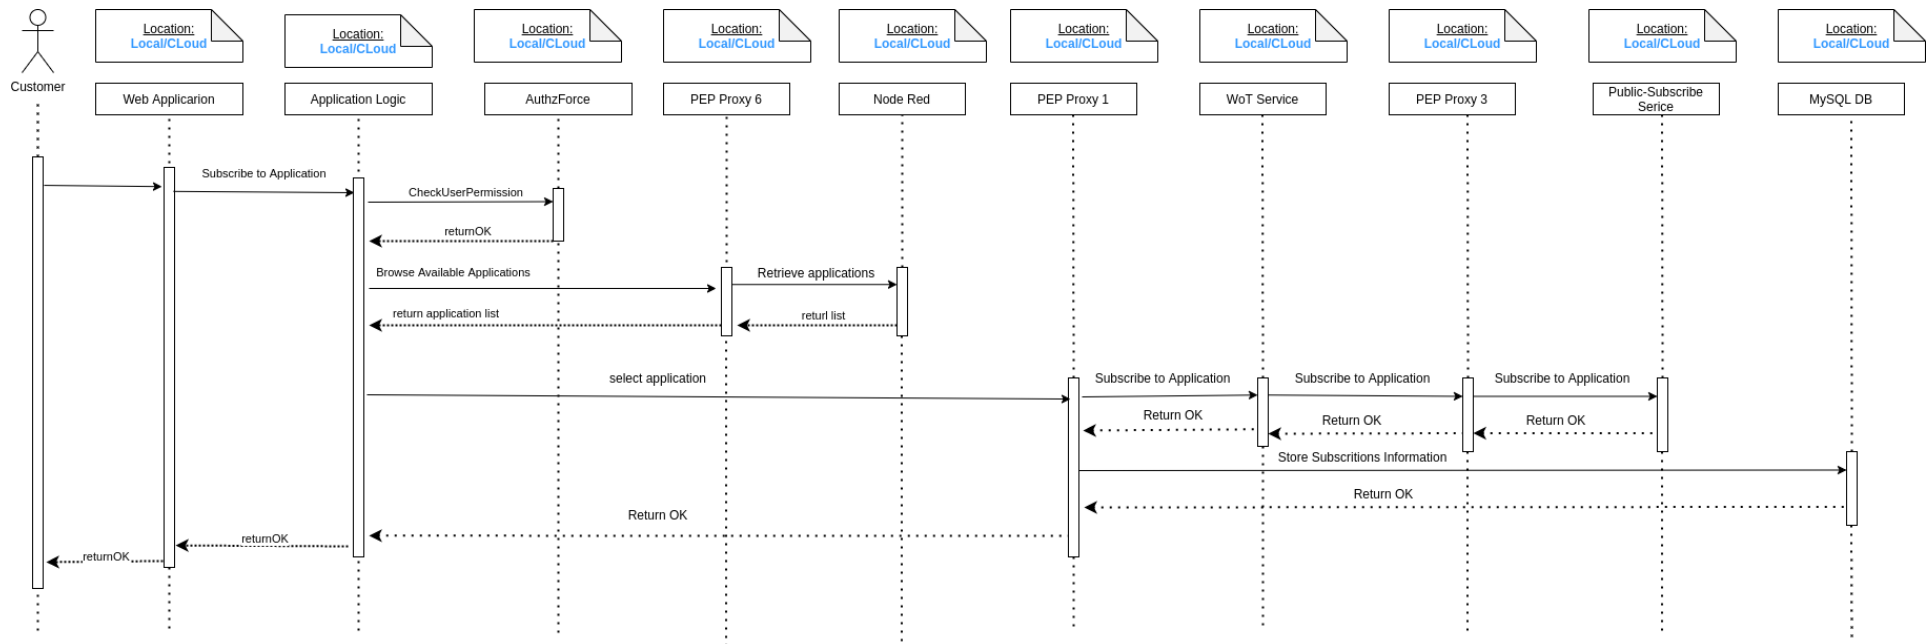 Location:
Local/CLoud
Location:
Local/CLoud
Location:
Local/CLoud
Location:
Local/CLoud
Location:
Local/CLoud
Location:
Local/CLoud
Location:
Local/CLoud
Location:
Local/CLoud
Location:
Local/CLoud
Location:
Local/CLoud
Customer
Web Applicarion
Application Logic
AuthzForce
PEP Proxy 6
Node Red
PEP Proxy 1
WoT Service
PEP Proxy 3
Public-Subscribe
Serice
MySQL DB
Subscribe to Application
CheckUserPermission
returnOK
Browse Available Applications
Retrieve applications
return application list
returl list
select application
Subscribe to Application
Subscribe to Application
Subscribe to Application
Return OK
Return OK
Return OK
Store Subscritions Information
Return OK
Return OK
returnOK
returnOK